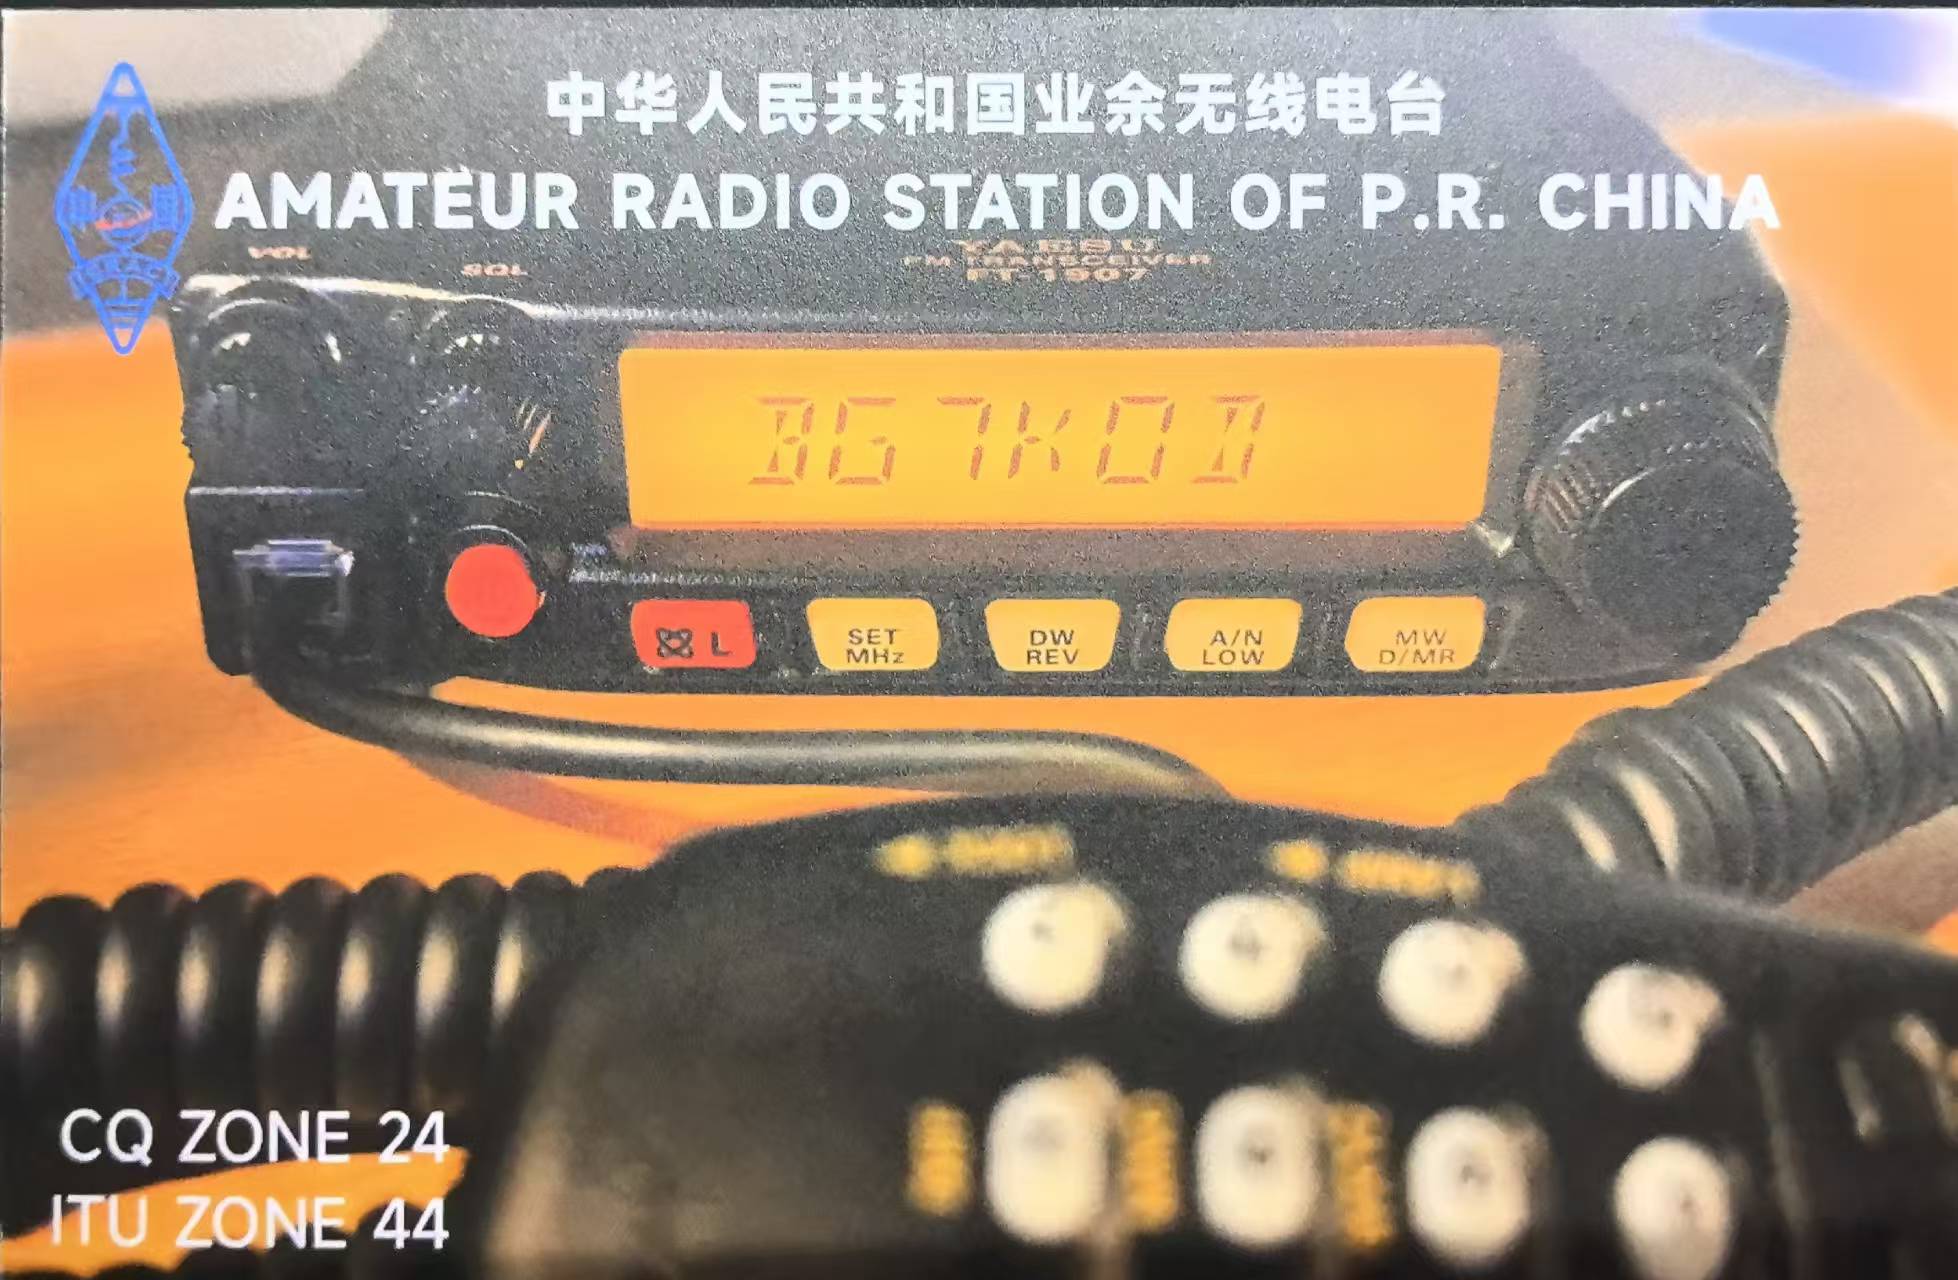 中华人民共和国业余无线电台
AMATEUR RADIO STATION OF P.R. CHINA
VOL
SQL
YAESU
FM TRANSCEIVER
FT-1907
BG7KOD
L
SET
MHz
DW
REV
A/N
LOW
MW
D/MR
CQ ZONE 24
ITU ZONE 44